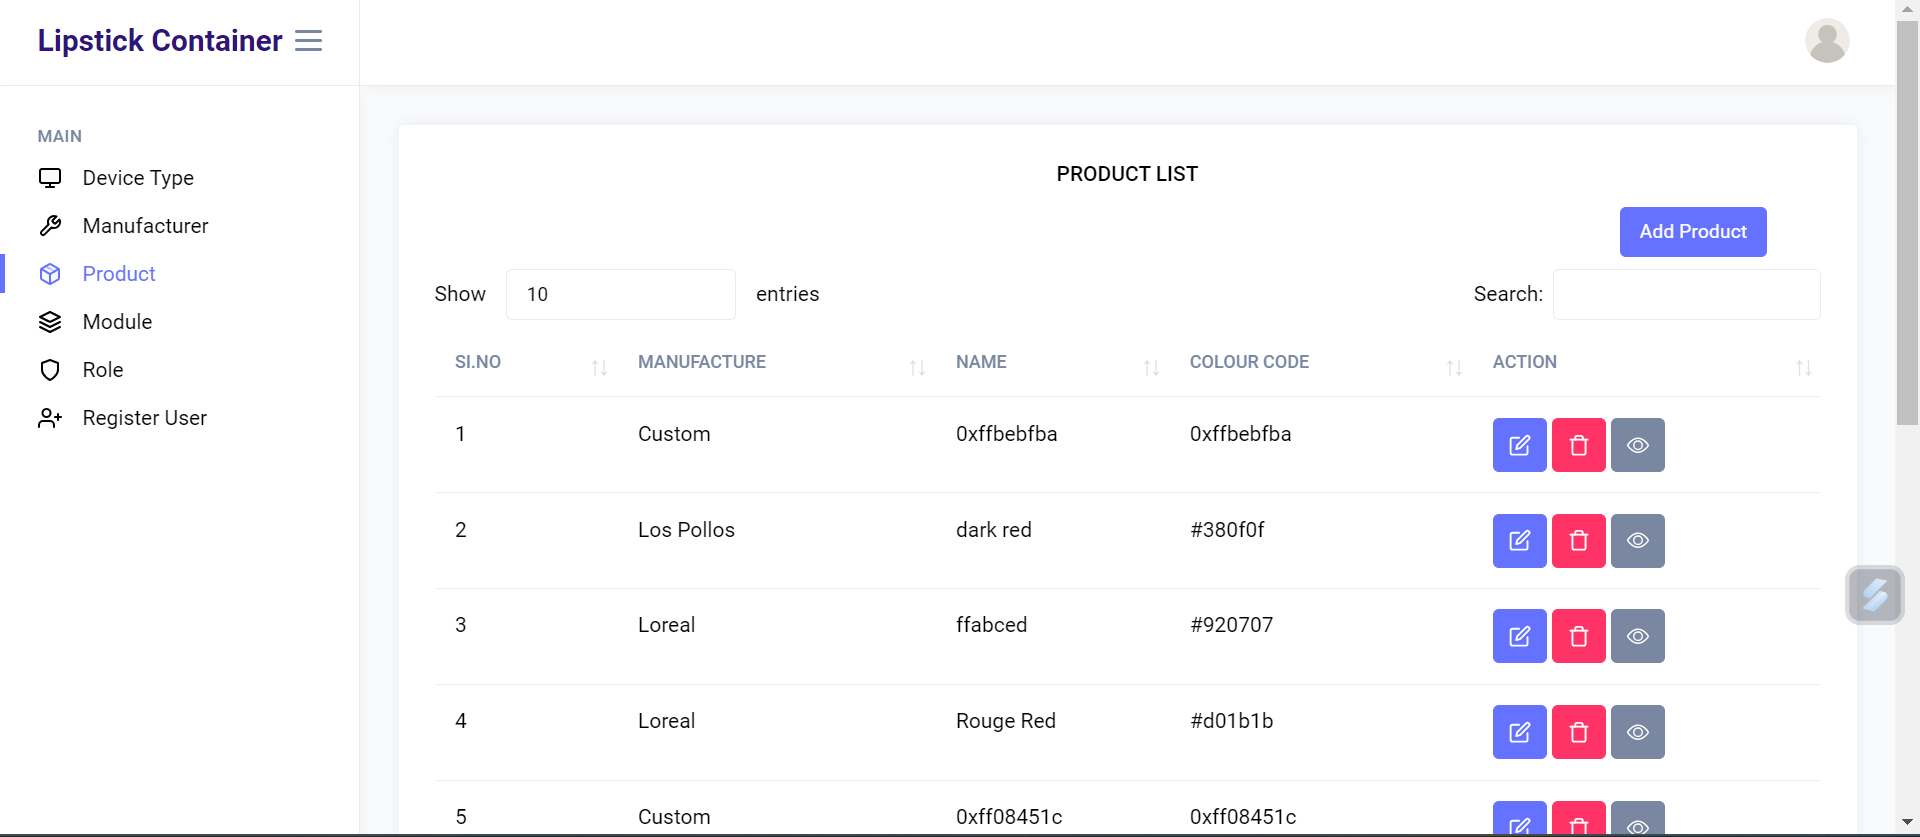 Lipstick Container
MAIN
Device Type
Manufacturer
Product
Module
Role
Register User
PRODUCT LIST
Add Product
Show 10 entries Search:
SI.NO MANUFACTURE NAME COLOUR CODE ACTION
1 Custom 0xffbebfba 0xffbebfba
2 Los Pollos dark red #380f0f
3 Loreal ffabced #920707
4 Loreal Rouge Red #d01b1b
5 Custom 0xff08451c 0xff08451c